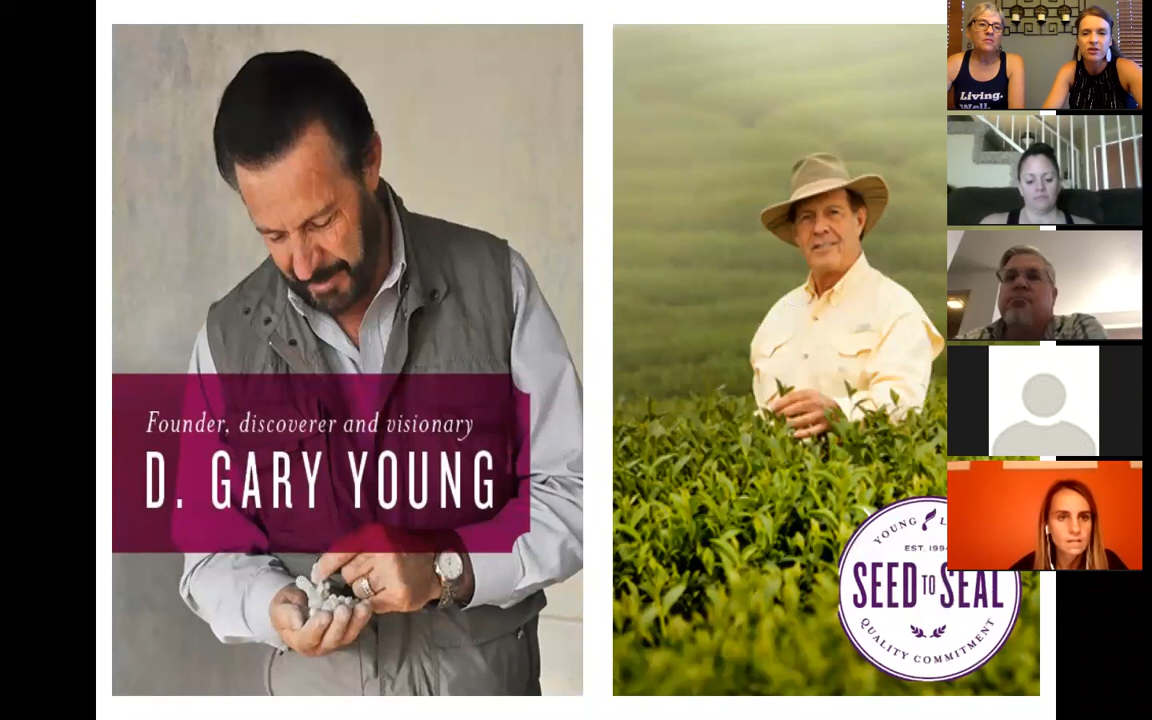 Founder, discoverer and visionary
D. GARY YOUNG
YOUNG
EST. 199
SEED TO SEAL
QUALITY COMMITMENT
Living.
Well.